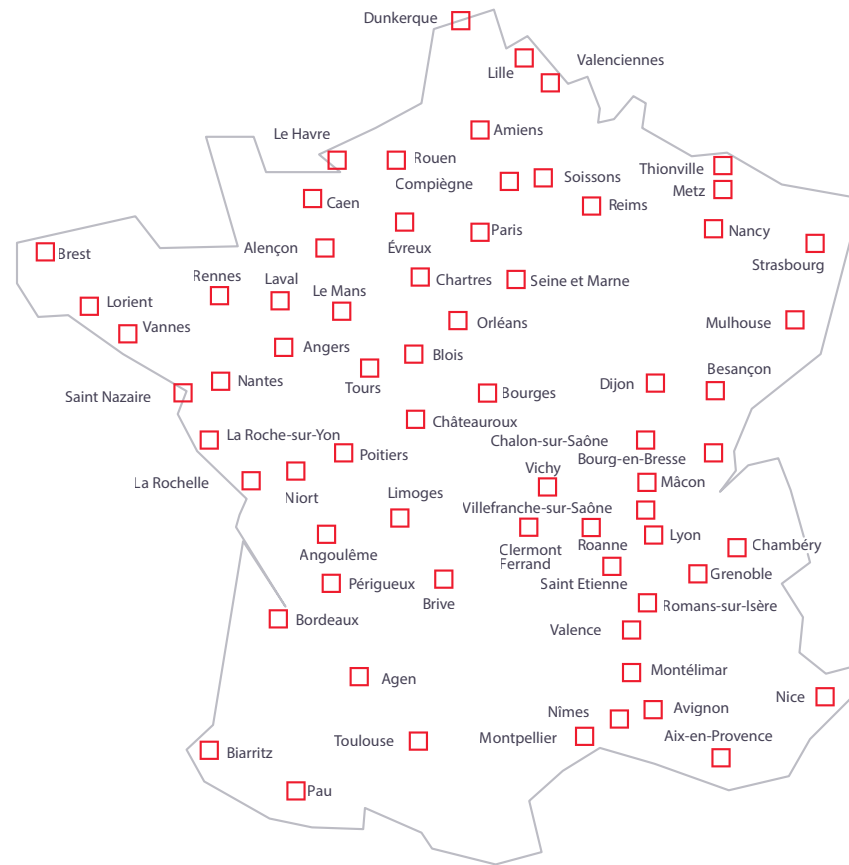 Dunkerque
Lille
Valenciennes
Amiens
Le Havre
Rouen
Compiègne
Soissons
Thionville
Metz
Caen
Reims
Évreux
Paris
Nancy
Alençon
Strasbourg
Brest
Rennes
Laval
Le Mans
Chartres
Seine et Marne
Lorient
Vannes
Orléans
Mulhouse
Angers
Blois
Besançon
Nantes
Tours
Dijon
Saint Nazaire
Bourges
Châteauroux
La Roche-sur-Yon
Chalon-sur-Saône
Poitiers
Bourg-en-Bresse
Vichy
La Rochelle
Niort
Mâcon
Limoges
Villefranche-sur-Saône
Lyon
Angoulême
Clermont
Ferrand
Roanne
Chambéry
Périgueux
Brive
Saint Etienne
Grenoble
Romans-sur-Isère
Bordeaux
Valence
Agen
Montélimar
Nice
Nîmes
Avignon
Biarritz
Toulouse
Montpellier
Aix-en-Provence
Pau